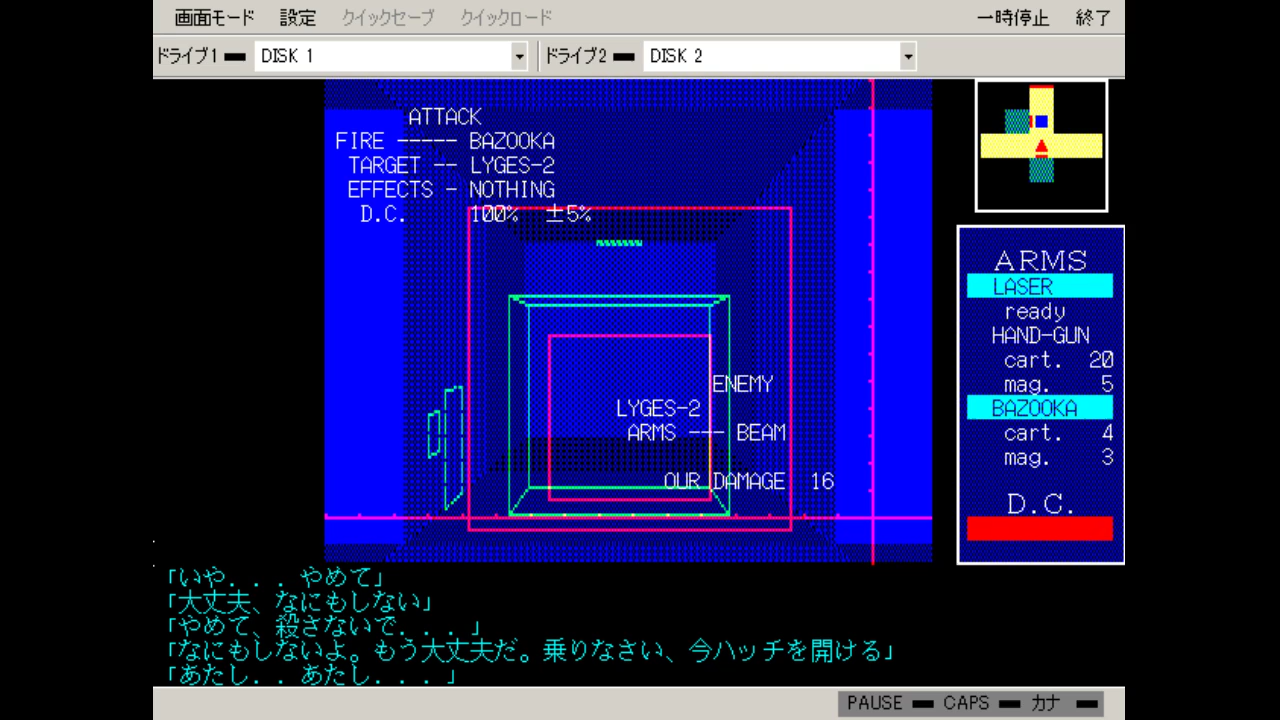 画面モード 設定 クイックセーブ クイックロード 一時停止 終了
ドライブ1 DISK 1 ドライブ2 DISK 2
ATTACK
FIRE ----- BAZOOKA
TARGET -- LYGES-2
EFFECTS - NOTHING
D.C. 100% ±5%
ENEMY
LYGES-2
ARMS --- BEAM
OUR DAMAGE 16
ARMS
LASER
ready
HAND-GUN
cart. 20
mag. 5
BAZOOKA
cart. 4
mag. 3
D.C.
「いや．．．やめて」
「大丈夫、なにもしない」
「やめて、殺さないで．．．」
「なにもしないよ。もう大丈夫だ。乗りなさい、今ハッチを開ける」
「あたし．．あたし．．．」
PAUSE CAPS カナ